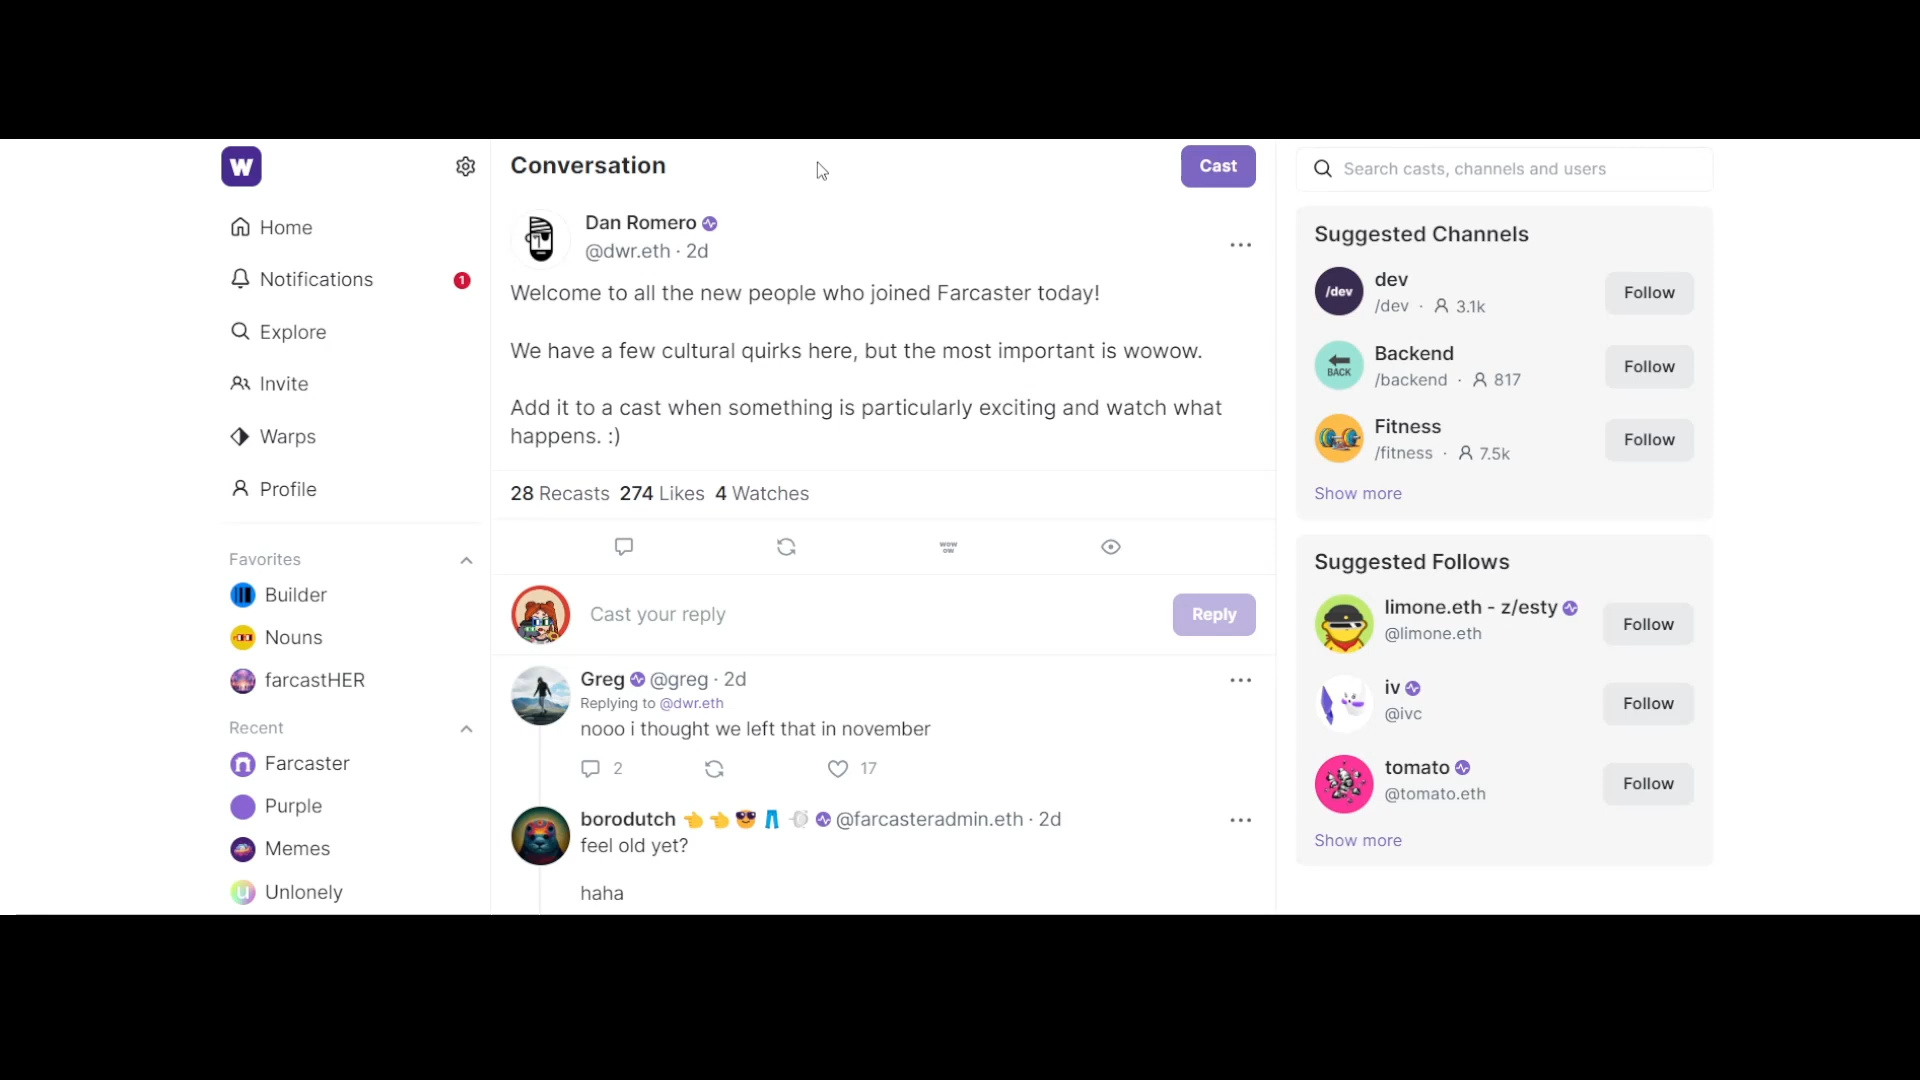 W
Home
Notifications
1
Explore
Invite
Warps
Profile
Favorites
Builder
Nouns
farcastHER
Recent
Farcaster
Purple
Memes
Unlonely
Conversation
Cast
Dan Romero
@dwr.eth · 2d
Welcome to all the new people who joined Farcaster today!
We have a few cultural quirks here, but the most important is wowow.
Add it to a cast when something is particularly exciting and watch what
happens. :)
28 Recasts 274 Likes 4 Watches
wow
ow
Cast your reply
Reply
Greg @greg · 2d
Replying to @dwr.eth
nooo i thought we left that in november
2
17
borodutch 👈👈😎👖 @farcasteradmin.eth · 2d
feel old yet?
haha
Search casts, channels and users
Suggested Channels
/dev
dev
/dev · 3.1k
Follow
BACK
Backend
/backend · 817
Follow
Fitness
/fitness · 7.5k
Follow
Show more
Suggested Follows
limone.eth - z/esty
@limone.eth
Follow
iv
@ivc
Follow
tomato
@tomato.eth
Follow
Show more